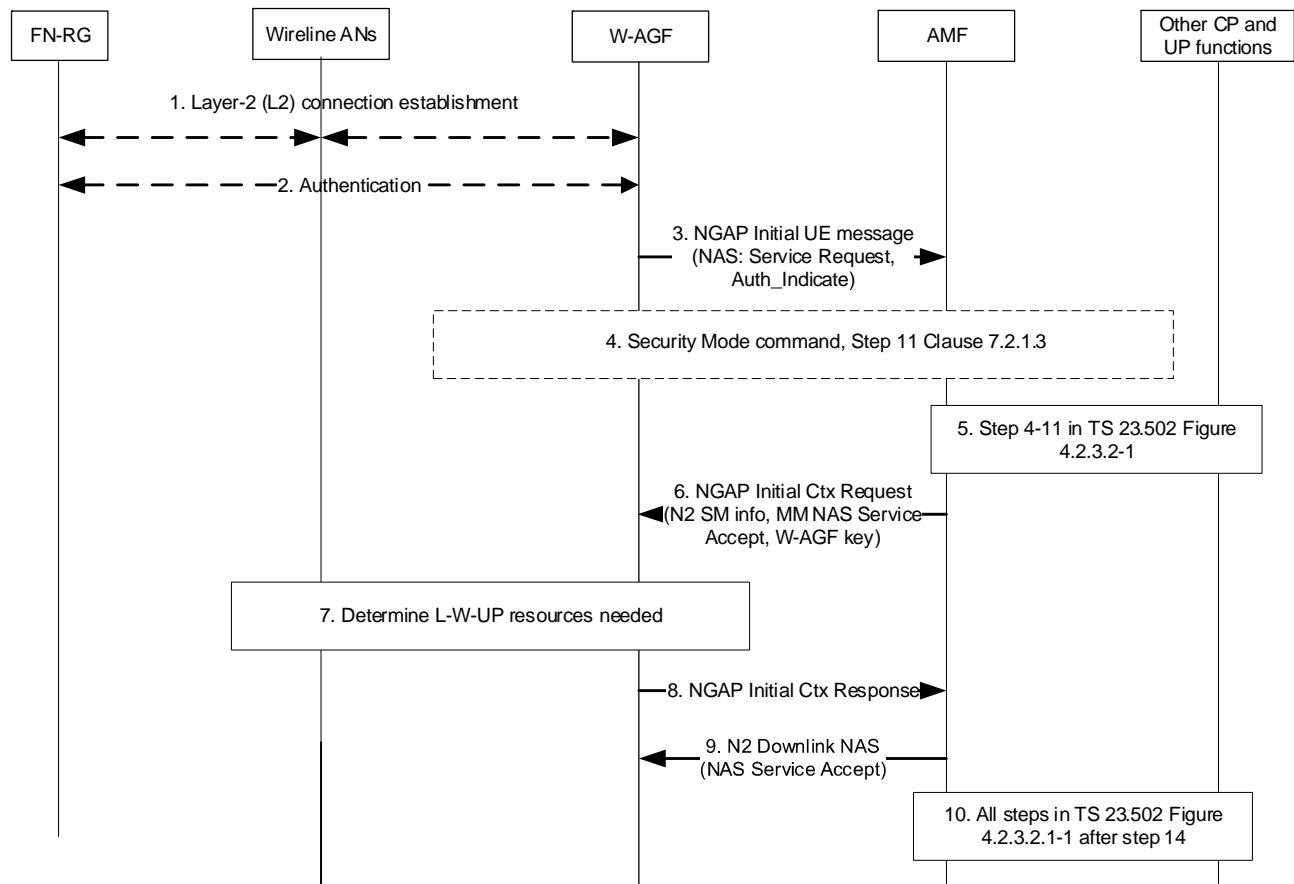 FN-RG
Wireline ANs
W-AGF
AMF
Other CP and
UP functions
1. Layer-2 (L2) connection establishment
2. Authentication
3. NGAP Initial UE message
(NAS: Service Request,
Auth_Indicate)
4. Security Mode command, Step 11 Clause 7.2.1.3
5. Step 4-11 in TS 23.502 Figure
4.2.3.2-1
6. NGAP Initial Ctx Request
(N2 SM info, MM NAS Service
Accept, W-AGF key)
7. Determine L-W-UP resources needed
8. NGAP Initial Ctx Response
9. N2 Downlink NAS
(NAS Service Accept)
10. All steps in TS 23.502 Figure
4.2.3.2.1-1 after step 14